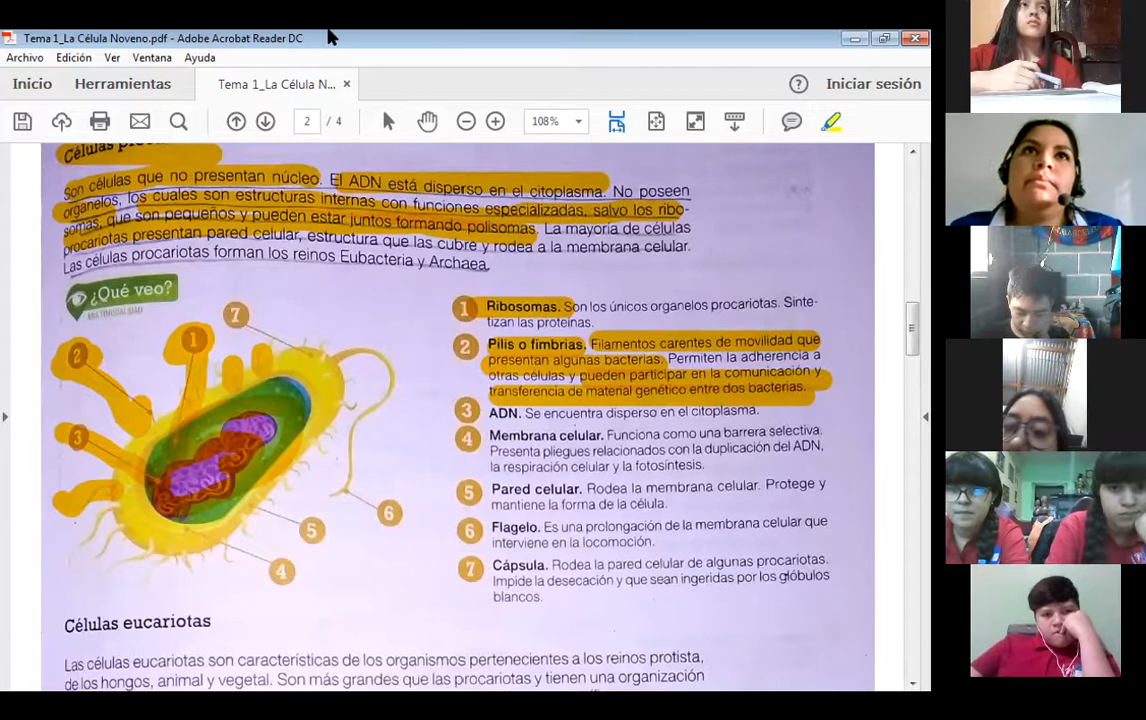 Tema 1_La Célula Noveno.pdf - Adobe Acrobat Reader DC
Archivo Edición Ver Ventana Ayuda
Inicio Herramientas Tema 1_La Célula N... × Iniciar sesión
2 / 4 108%
Células
Son células que no presentan núcleo. El ADN está disperso en el citoplasma. No poseen
organelos, los cuales son estructuras internas con funciones especializadas, salvo los ribo-
somas, que son pequeños y pueden estar juntos formando polisomas. La mayoría de células
procariotas presentan pared celular, estructura que las cubre y rodea a la membrana celular.
Las células procariotas forman los reinos Eubacteria y Archaea.
¿Qué veo?
MULTIMODALIDAD
7
1
2
3
6
5
4
1 Ribosomas. Son los únicos organelos procariotas. Sinte-
tizan las proteínas.
2 Pilis o fimbrias. Filamentos carentes de movilidad que
presentan algunas bacterias. Permiten la adherencia a
otras células y pueden participar en la comunicación y
transferencia de material genético entre dos bacterias.
3 ADN. Se encuentra disperso en el citoplasma.
4 Membrana celular. Funciona como una barrera selectiva.
Presenta pliegues relacionados con la duplicación del ADN,
la respiración celular y la fotosíntesis.
5 Pared celular. Rodea la membrana celular. Protege y
mantiene la forma de la célula.
6 Flagelo. Es una prolongación de la membrana celular que
interviene en la locomoción.
7 Cápsula. Rodea la pared celular de algunas procariotas.
Impide la desecación y que sean ingeridas por los glóbulos
blancos.
Células eucariotas
Las células eucariotas son características de los organismos pertenecientes a los reinos protista,
de los hongos, animal y vegetal. Son más grandes que las procariotas y tienen una organización